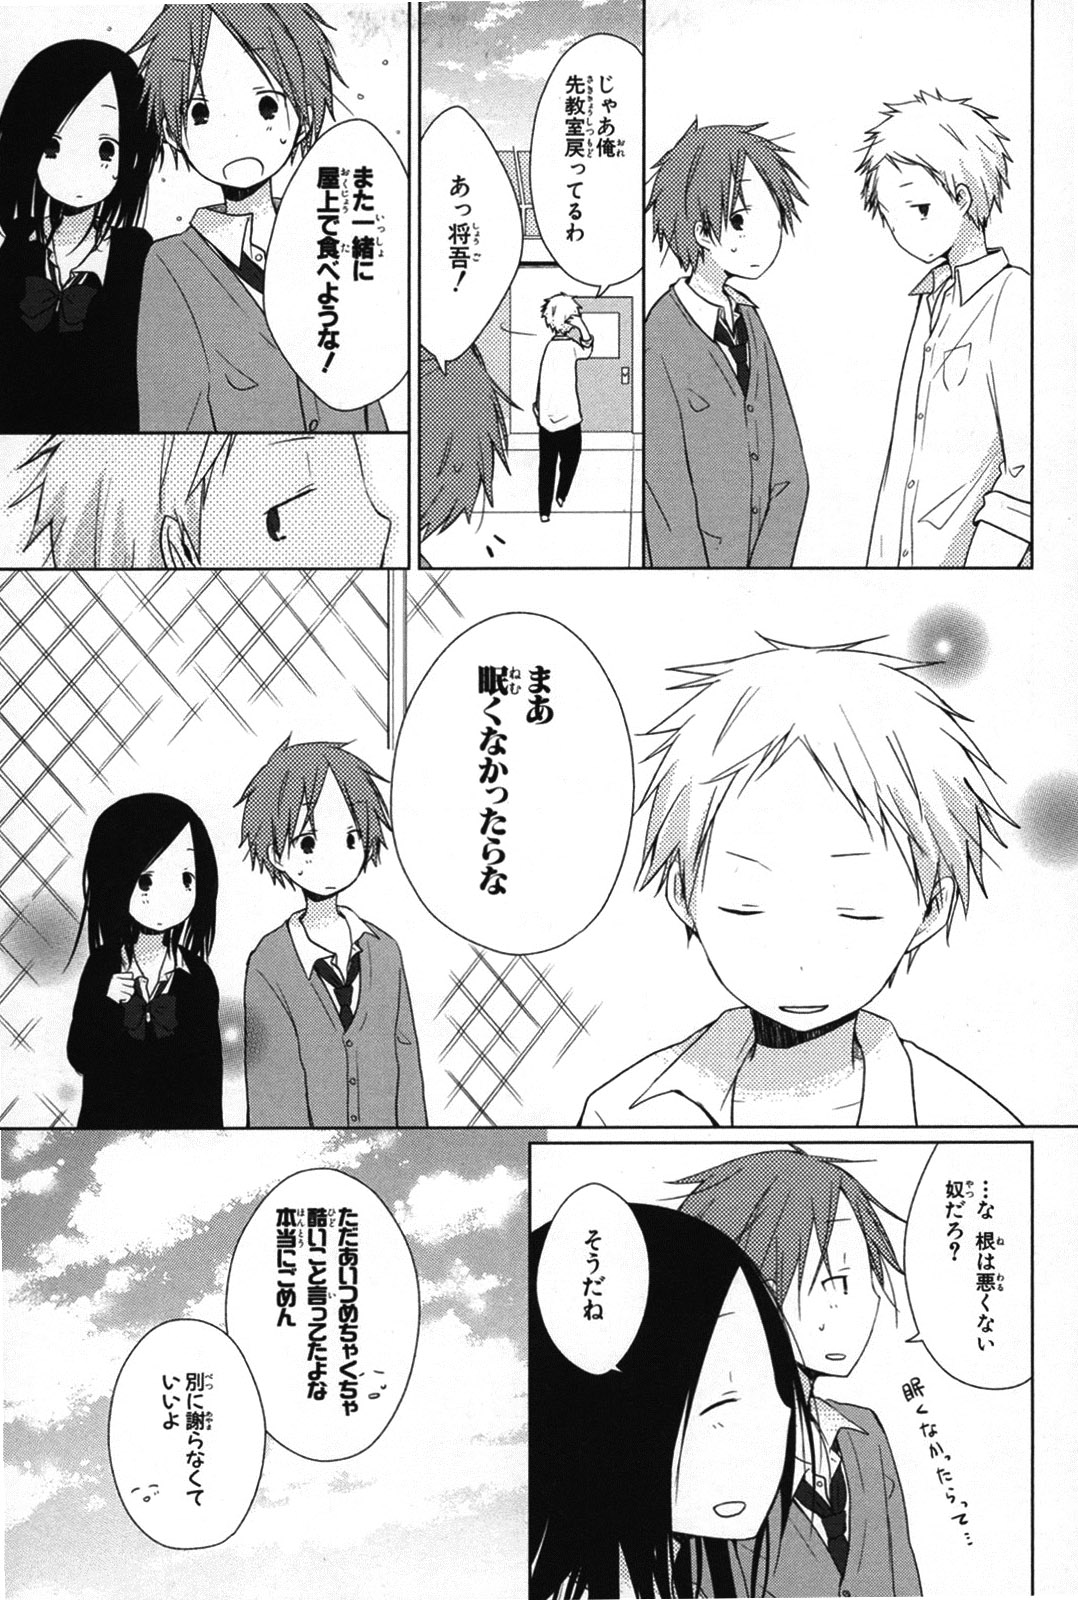 じゃあ俺
先教室戻ってるわ
あっ将吾！
また一緒に
屋上で食べような！
まあ
眠くなかったらな
…な 根は悪くない
奴だろ？
眠くなかったらって…
そうだね
ただあいつめちゃくちゃ
酷いこと言ってたよな
本当にごめん
別に謝らなくて
いいよ